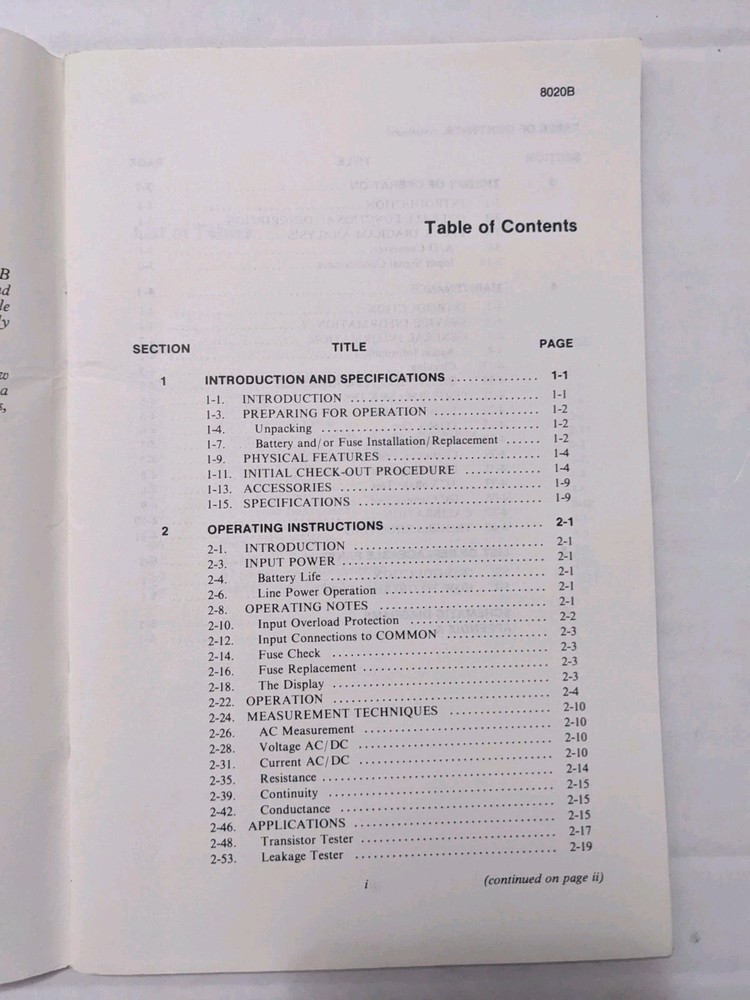 8020B
Table of Contents
SECTION TITLE PAGE
1 INTRODUCTION AND SPECIFICATIONS .............. 1-1
1-1. INTRODUCTION .............................. 1-1
1-3. PREPARING FOR OPERATION ................. 1-2
1-4. Unpacking .................................. 1-2
1-7. Battery and/or Fuse Installation/Replacement ...... 1-2
1-9. PHYSICAL FEATURES ......................... 1-4
1-11. INITIAL CHECK-OUT PROCEDURE ............ 1-4
1-13. ACCESSORIES ................................ 1-9
1-15. SPECIFICATIONS ............................. 1-9
2 OPERATING INSTRUCTIONS ........................ 2-1
2-1. INTRODUCTION .............................. 2-1
2-3. INPUT POWER ................................ 2-1
2-4. Battery Life .................................. 2-1
2-6. Line Power Operation .......................... 2-1
2-8. OPERATING NOTES ........................... 2-1
2-10. Input Overload Protection ....................... 2-2
2-12. Input Connections to COMMON ................ 2-3
2-14. Fuse Check ................................... 2-3
2-16. Fuse Replacement .............................. 2-3
2-18. The Display ................................... 2-3
2-22. OPERATION ................................... 2-4
2-24. MEASUREMENT TECHNIQUES ................ 2-10
2-26. AC Measurement .............................. 2-10
2-28. Voltage AC/DC ............................... 2-10
2-31. Current AC/DC ............................... 2-10
2-35. Resistance .................................... 2-14
2-39. Continuity .................................... 2-15
2-42. Conductance .................................. 2-15
2-46. APPLICATIONS ................................ 2-15
2-48. Transistor Tester ............................... 2-17
2-53. Leakage Tester ................................ 2-19
i (continued on page ii)